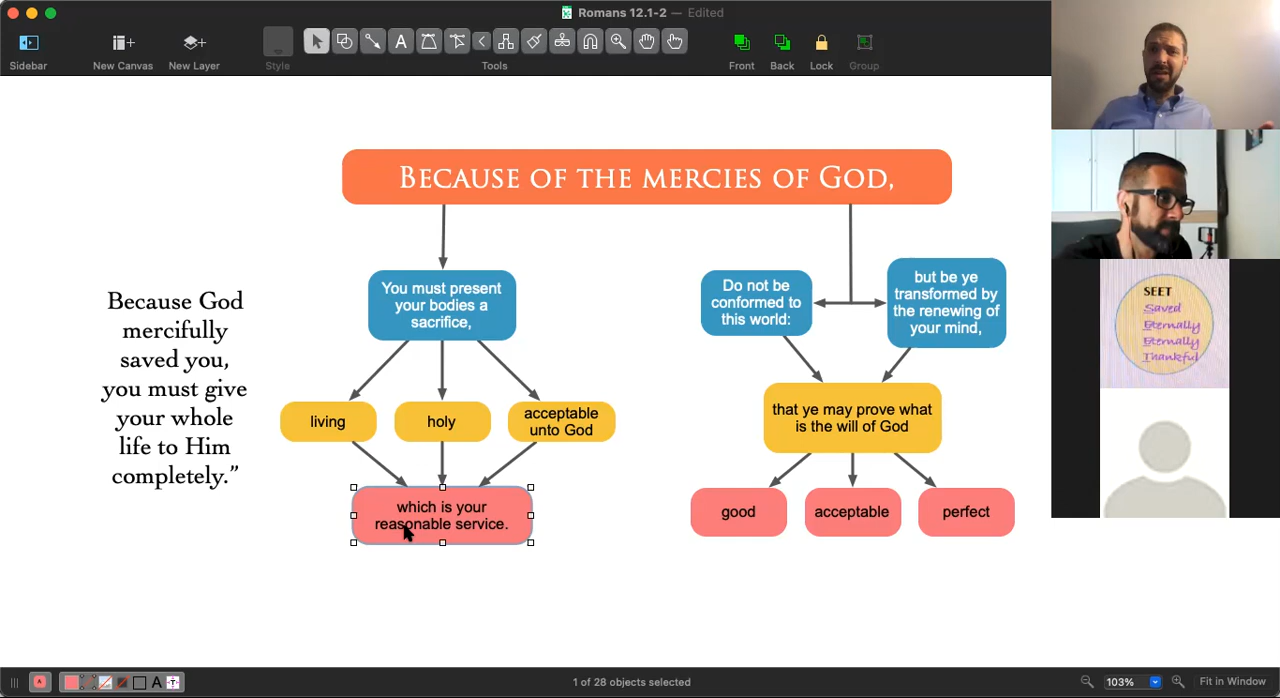 Romans 12.1-2 — Edited
Sidebar
New Canvas
New Layer
Style
Tools
Front
Back
Lock
Group
Because of the mercies of God,
You must present
your bodies a
sacrifice,
Do not be
conformed to
this world:
but be ye
transformed by
the renewing of
your mind,
Because God
mercifully
saved you,
you must give
your whole
life to Him
completely.”
living
holy
acceptable
unto God
that ye may prove what
is the will of God
which is your
reasonable service.
good
acceptable
perfect
SEET
Saved
Eternally
Eternally
Thankful
1 of 28 objects selected
103%
Fit in Window